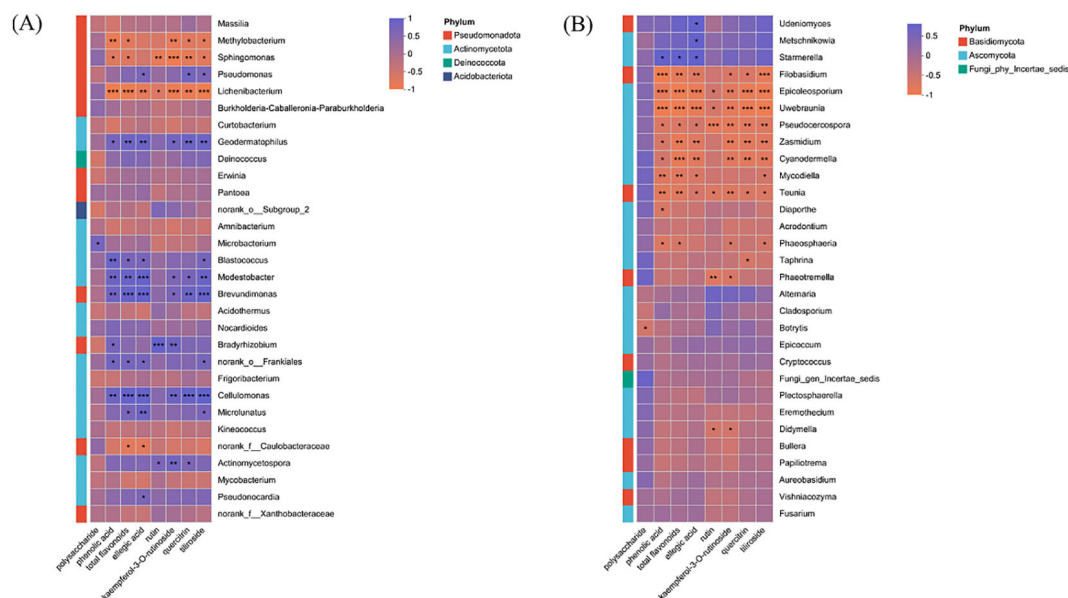 (A)
Massilia
Methylobacterium
Sphingomonas
Pseudomonas
Lichenibacterium
Burkholderia-Caballeronia-Paraburkholderia
Curtobacterium
Geodermatophilus
Deinococcus
Erwinia
Pantoea
norank_o__Subgroup_2
Amnibacterium
Microbacterium
Blastococcus
Modestobacter
Brevundimonas
Acidothermus
Nocardioides
Bradyrhizobium
norank_o__Frankiales
Frigoribacterium
Cellulomonas
Microlunatus
Kineococcus
norank_f__Caulobacteraceae
Actinomycetospora
Mycobacterium
Pseudonocardia
norank_f__Xanthobacteraceae
polysaccharide
phenolic acid
total flavonoids
ellegic acid
rutin
kaempferol-3-O-rutinoside
quercitrin
tiliroside
1
0.5
0
-0.5
-1
Phylum
Pseudomonadota
Actinomycetota
Deinococcota
Acidobacteriota
(B)
Udeniomyces
Metschnikowia
Starmerella
Filobasidium
Epicoleosporium
Uwebraunia
Pseudocercospora
Zasmidium
Cyanodermella
Mycodiella
Teunia
Diaporthe
Acrodontium
Phaeosphaeria
Taphrina
Phaeotremella
Alternaria
Cladosporium
Botrytis
Epicoccum
Cryptococcus
Fungi_gen_Incertae_sedis
Plectosphaerella
Eremothecium
Didymella
Bullera
Papiliotrema
Aureobasidium
Vishniacozyma
Fusarium
polysaccharide
phenolic acid
total flavonoids
ellegic acid
rutin
kaempferol-3-O-rutinoside
quercitrin
tiliroside
1
0.5
0
-0.5
-1
Phylum
Basidiomycota
Ascomycota
Fungi_phy_Incertae_sedis